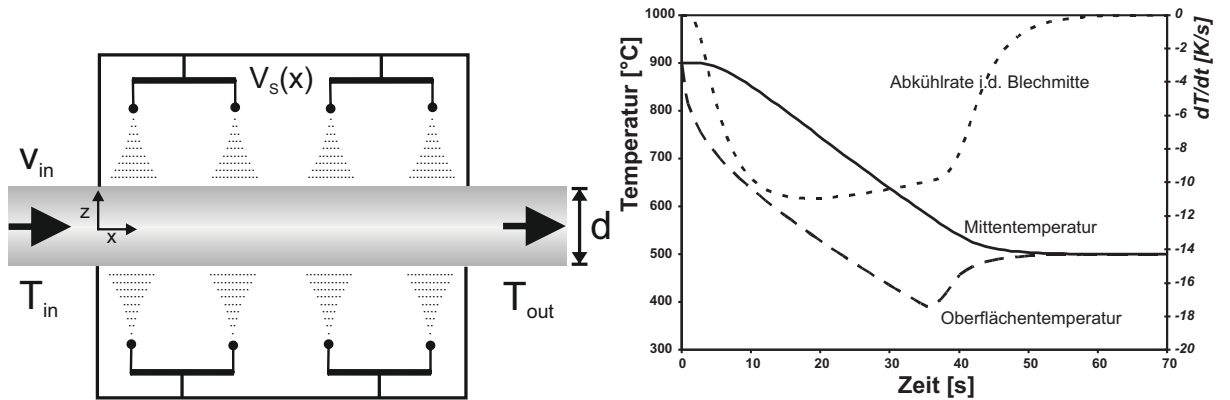 V_S(x)
v_in
z
x
d
T_in
T_out
1000
900
800
700
600
500
400
300
Temperatur [°C]
0
10
20
30
40
50
60
70
Zeit [s]
-0
-2
-4
-6
-8
-10
-12
-14
-16
-18
-20
dT/dt [K/s]
Abkühlrate i.d. Blechmitte
Mittentemperatur
Oberflächentemperatur